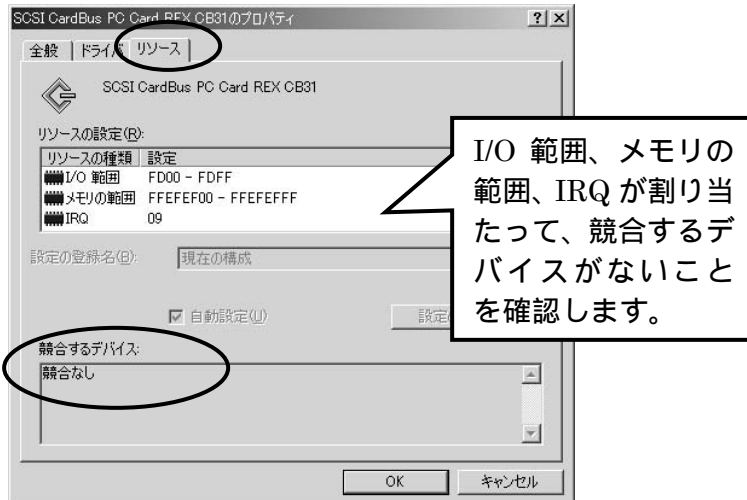 SCSI CardBus PC Card REX CB31のプロパティ
全般 ドライバ リソース
SCSI CardBus PC Card REX CB31
リソースの設定(R):
リソースの種類 設定
I/O 範囲 FD00 - FDFF
メモリの範囲 FFEFEF00 - FFEFEFFF
IRQ 09
設定の登録名(B): 現在の構成
自動設定(U) 設定
競合するデバイス:
競合なし
OK キャンセル
I/O 範囲、メモリの
範囲、IRQ が割り当
たって、競合するデ
バイスがないこと
を確認します。